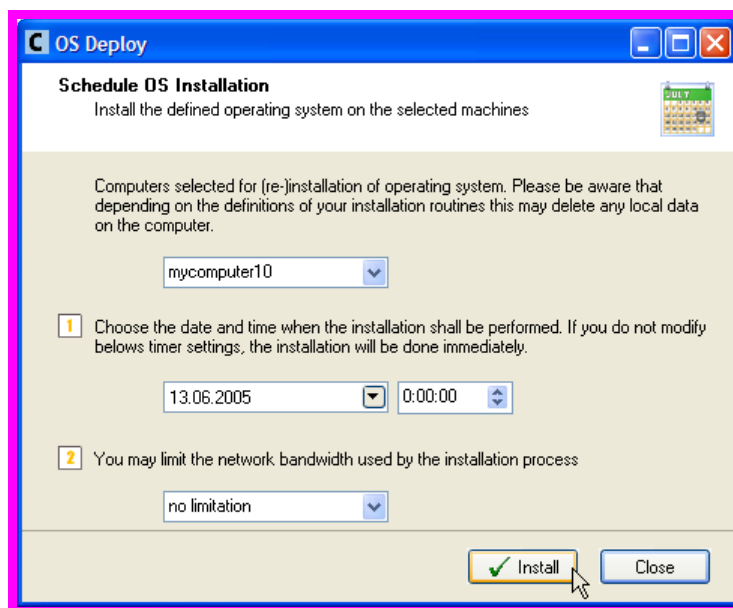 C OS Deploy
Schedule OS Installation
Install the defined operating system on the selected machines
JULY
Computers selected for (re-)installation of operating system. Please be aware that
depending on the definitions of your installation routines this may delete any local data
on the computer.
mycomputer10
1 Choose the date and time when the installation shall be performed. If you do not modify
belows timer settings, the installation will be done immediately.
13.06.2005 0:00:00
2 You may limit the network bandwidth used by the installation process
no limitation
Install Close